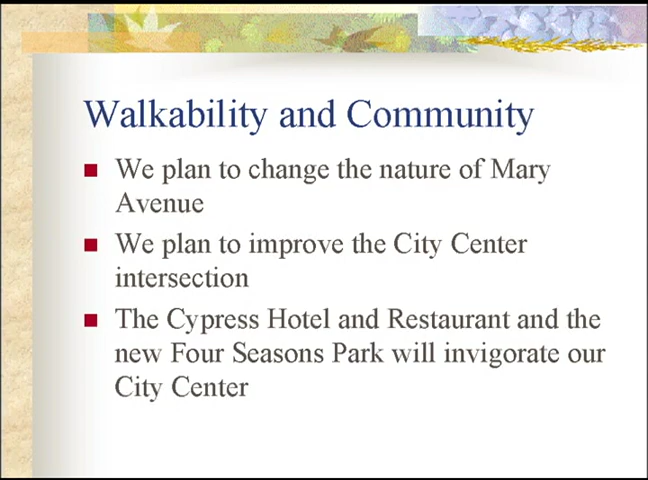 Walkability and Community
We plan to change the nature of Mary
Avenue
We plan to improve the City Center
intersection
The Cypress Hotel and Restaurant and the
new Four Seasons Park will invigorate our
City Center